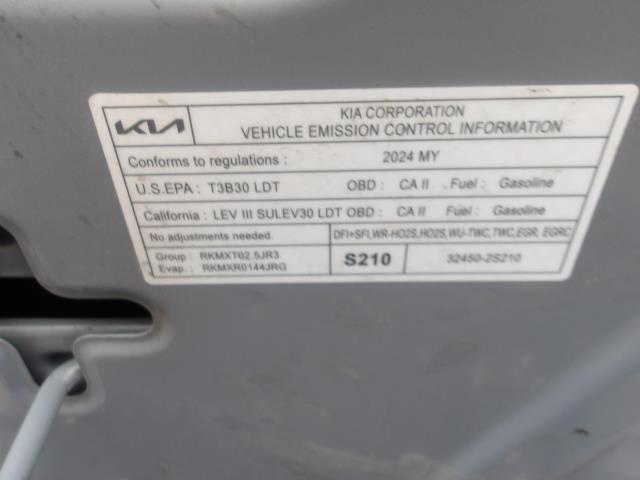 KIA
KIA CORPORATION
VEHICLE EMISSION CONTROL INFORMATION
Conforms to regulations : 2024 MY
U.S.EPA : T3B30 LDT OBD : CA II Fuel : Gasoline
California : LEV III SULEV30 LDT OBD : CA II Fuel : Gasoline
No adjustments needed. DFI+SFI,WR-HO2S,HO2S,WU-TWC,TWC,EGR, EGRC
Group : RKMXT02.5JR3
Evap. : RKMXR0144JRG
S210 32450-2S210